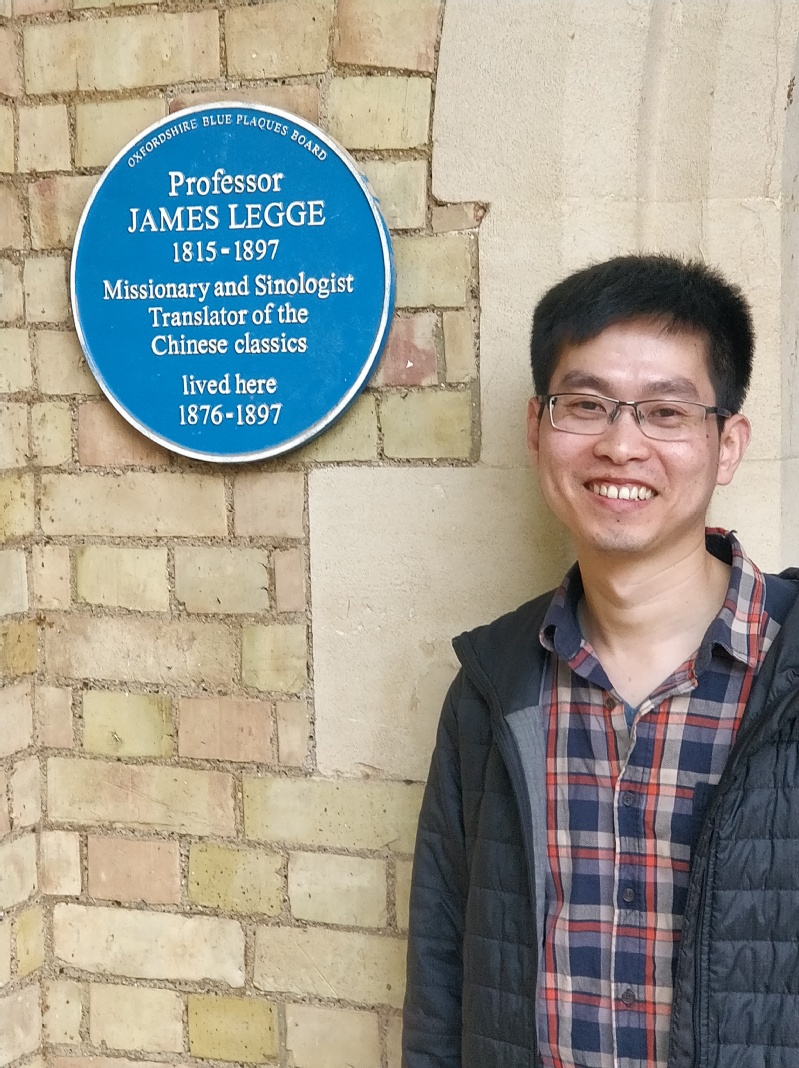 OXFORDSHIRE BLUE PLAQUES BOARD
Professor
JAMES LEGGE
1815-1897
Missionary and Sinologist
Translator of the
Chinese classics
lived here
1876-1897